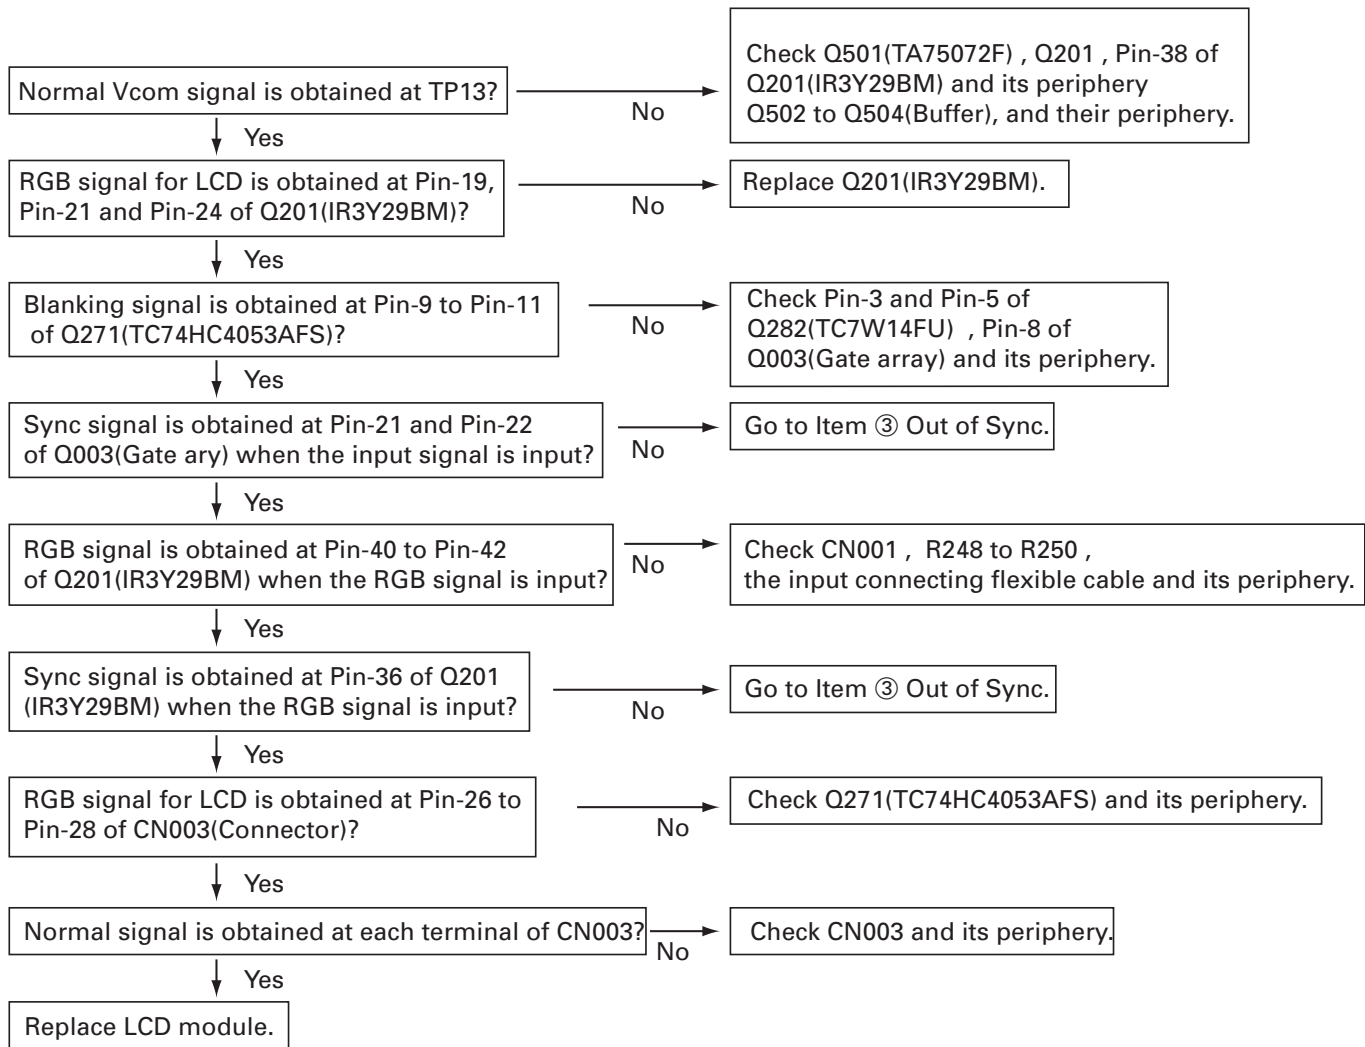 Normal Vcom signal is obtained at TP13?
No
Check Q501(TA75072F) , Q201 , Pin-38 of
Q201(IR3Y29BM) and its periphery
Q502 to Q504(Buffer), and their periphery.
Yes
RGB signal for LCD is obtained at Pin-19,
Pin-21 and Pin-24 of Q201(IR3Y29BM)?
No
Replace Q201(IR3Y29BM).
Yes
Blanking signal is obtained at Pin-9 to Pin-11
of Q271(TC74HC4053AFS)?
No
Check Pin-3 and Pin-5 of
Q282(TC7W14FU) , Pin-8 of
Q003(Gate array) and its periphery.
Yes
Sync signal is obtained at Pin-21 and Pin-22
of Q003(Gate ary) when the input signal is input?
No
Go to Item ③ Out of Sync.
Yes
RGB signal is obtained at Pin-40 to Pin-42
of Q201(IR3Y29BM) when the RGB signal is input?
No
Check CN001 , R248 to R250 ,
the input connecting flexible cable and its periphery.
Yes
Sync signal is obtained at Pin-36 of Q201
(IR3Y29BM) when the RGB signal is input?
No
Go to Item ③ Out of Sync.
Yes
RGB signal for LCD is obtained at Pin-26 to
Pin-28 of CN003(Connector)?
No
Check Q271(TC74HC4053AFS) and its periphery.
Yes
Normal signal is obtained at each terminal of CN003?
No
Check CN003 and its periphery.
Yes
Replace LCD module.